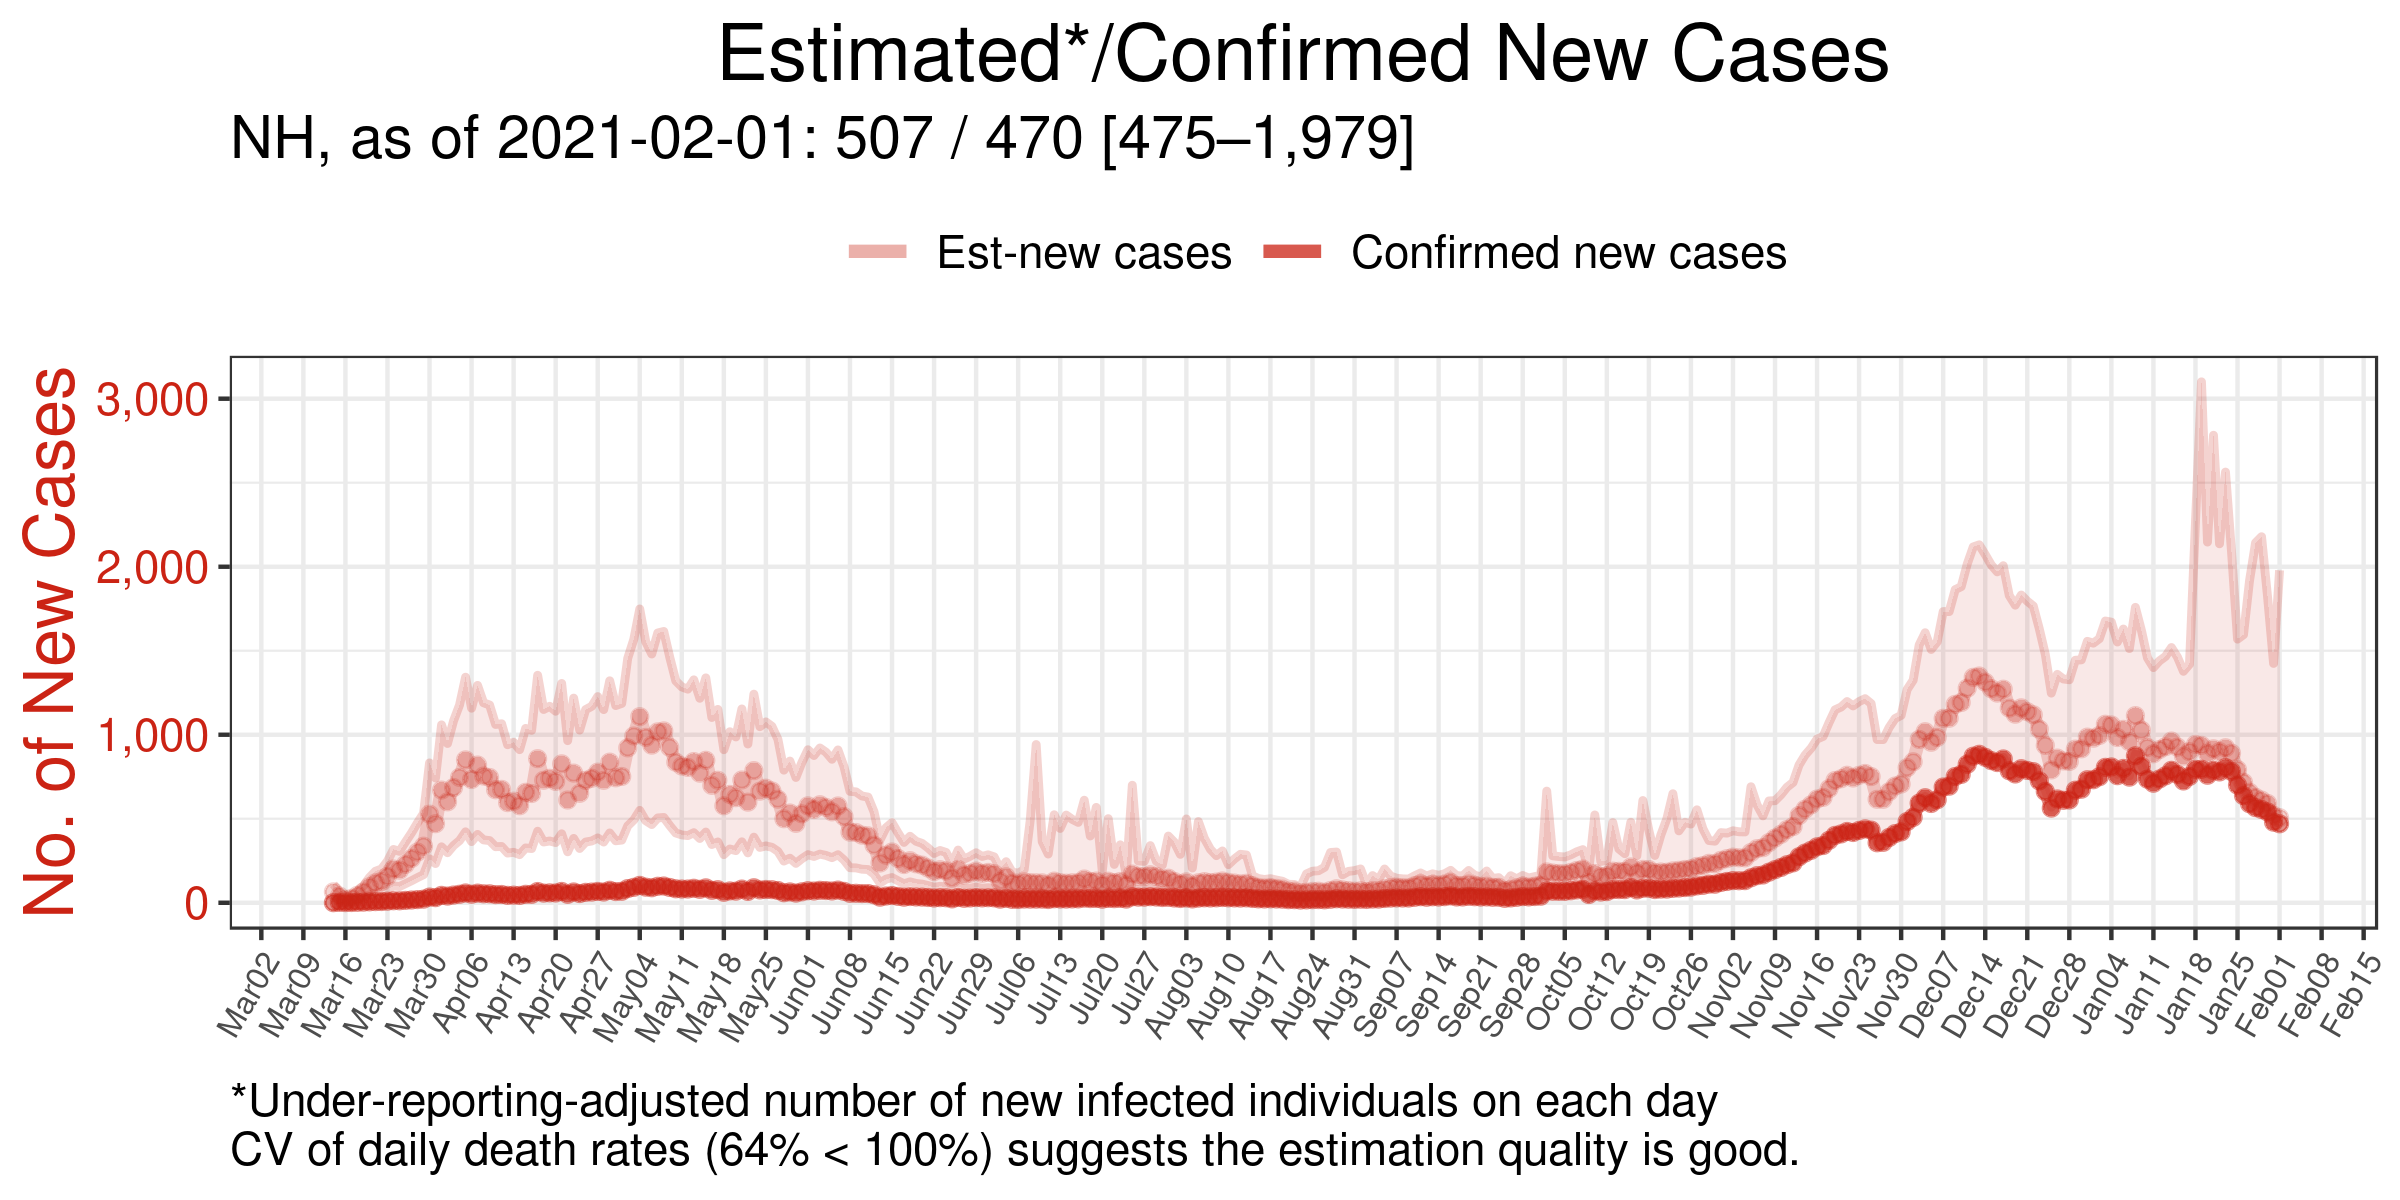 Estimated*/Confirmed New Cases
NH, as of 2021-02-01: 507 / 470 [475–1,979]
Est-new cases Confirmed new cases
No. of New Cases
3,000
2,000
1,000
0
Mar02 Mar09 Mar16 Mar23 Mar30 Apr06 Apr13 Apr20 Apr27 May04 May11 May18 May25 Jun01 Jun08 Jun15 Jun22 Jun29 Jul06 Jul13 Jul20 Jul27 Aug03 Aug10 Aug17 Aug24 Aug31 Sep07 Sep14 Sep21 Sep28 Oct05 Oct12 Oct19 Oct26 Nov02 Nov09 Nov16 Nov23 Nov30 Dec07 Dec14 Dec21 Dec28 Jan04 Jan11 Jan18 Jan25 Feb01 Feb08 Feb15
*Under-reporting-adjusted number of new infected individuals on each day
CV of daily death rates (64% < 100%) suggests the estimation quality is good.